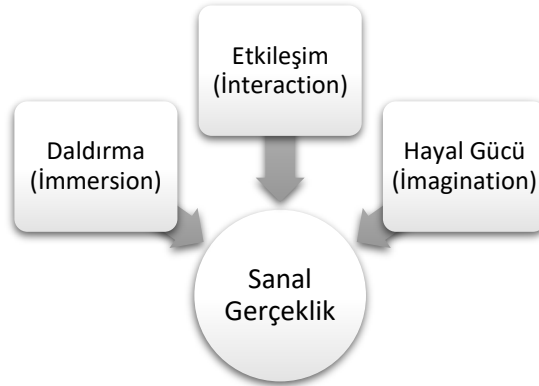 Etkileşim
(İnteraction)
Daldırma
(İmmersion)
Hayal Gücü
(İmagination)
Sanal
Gerçeklik